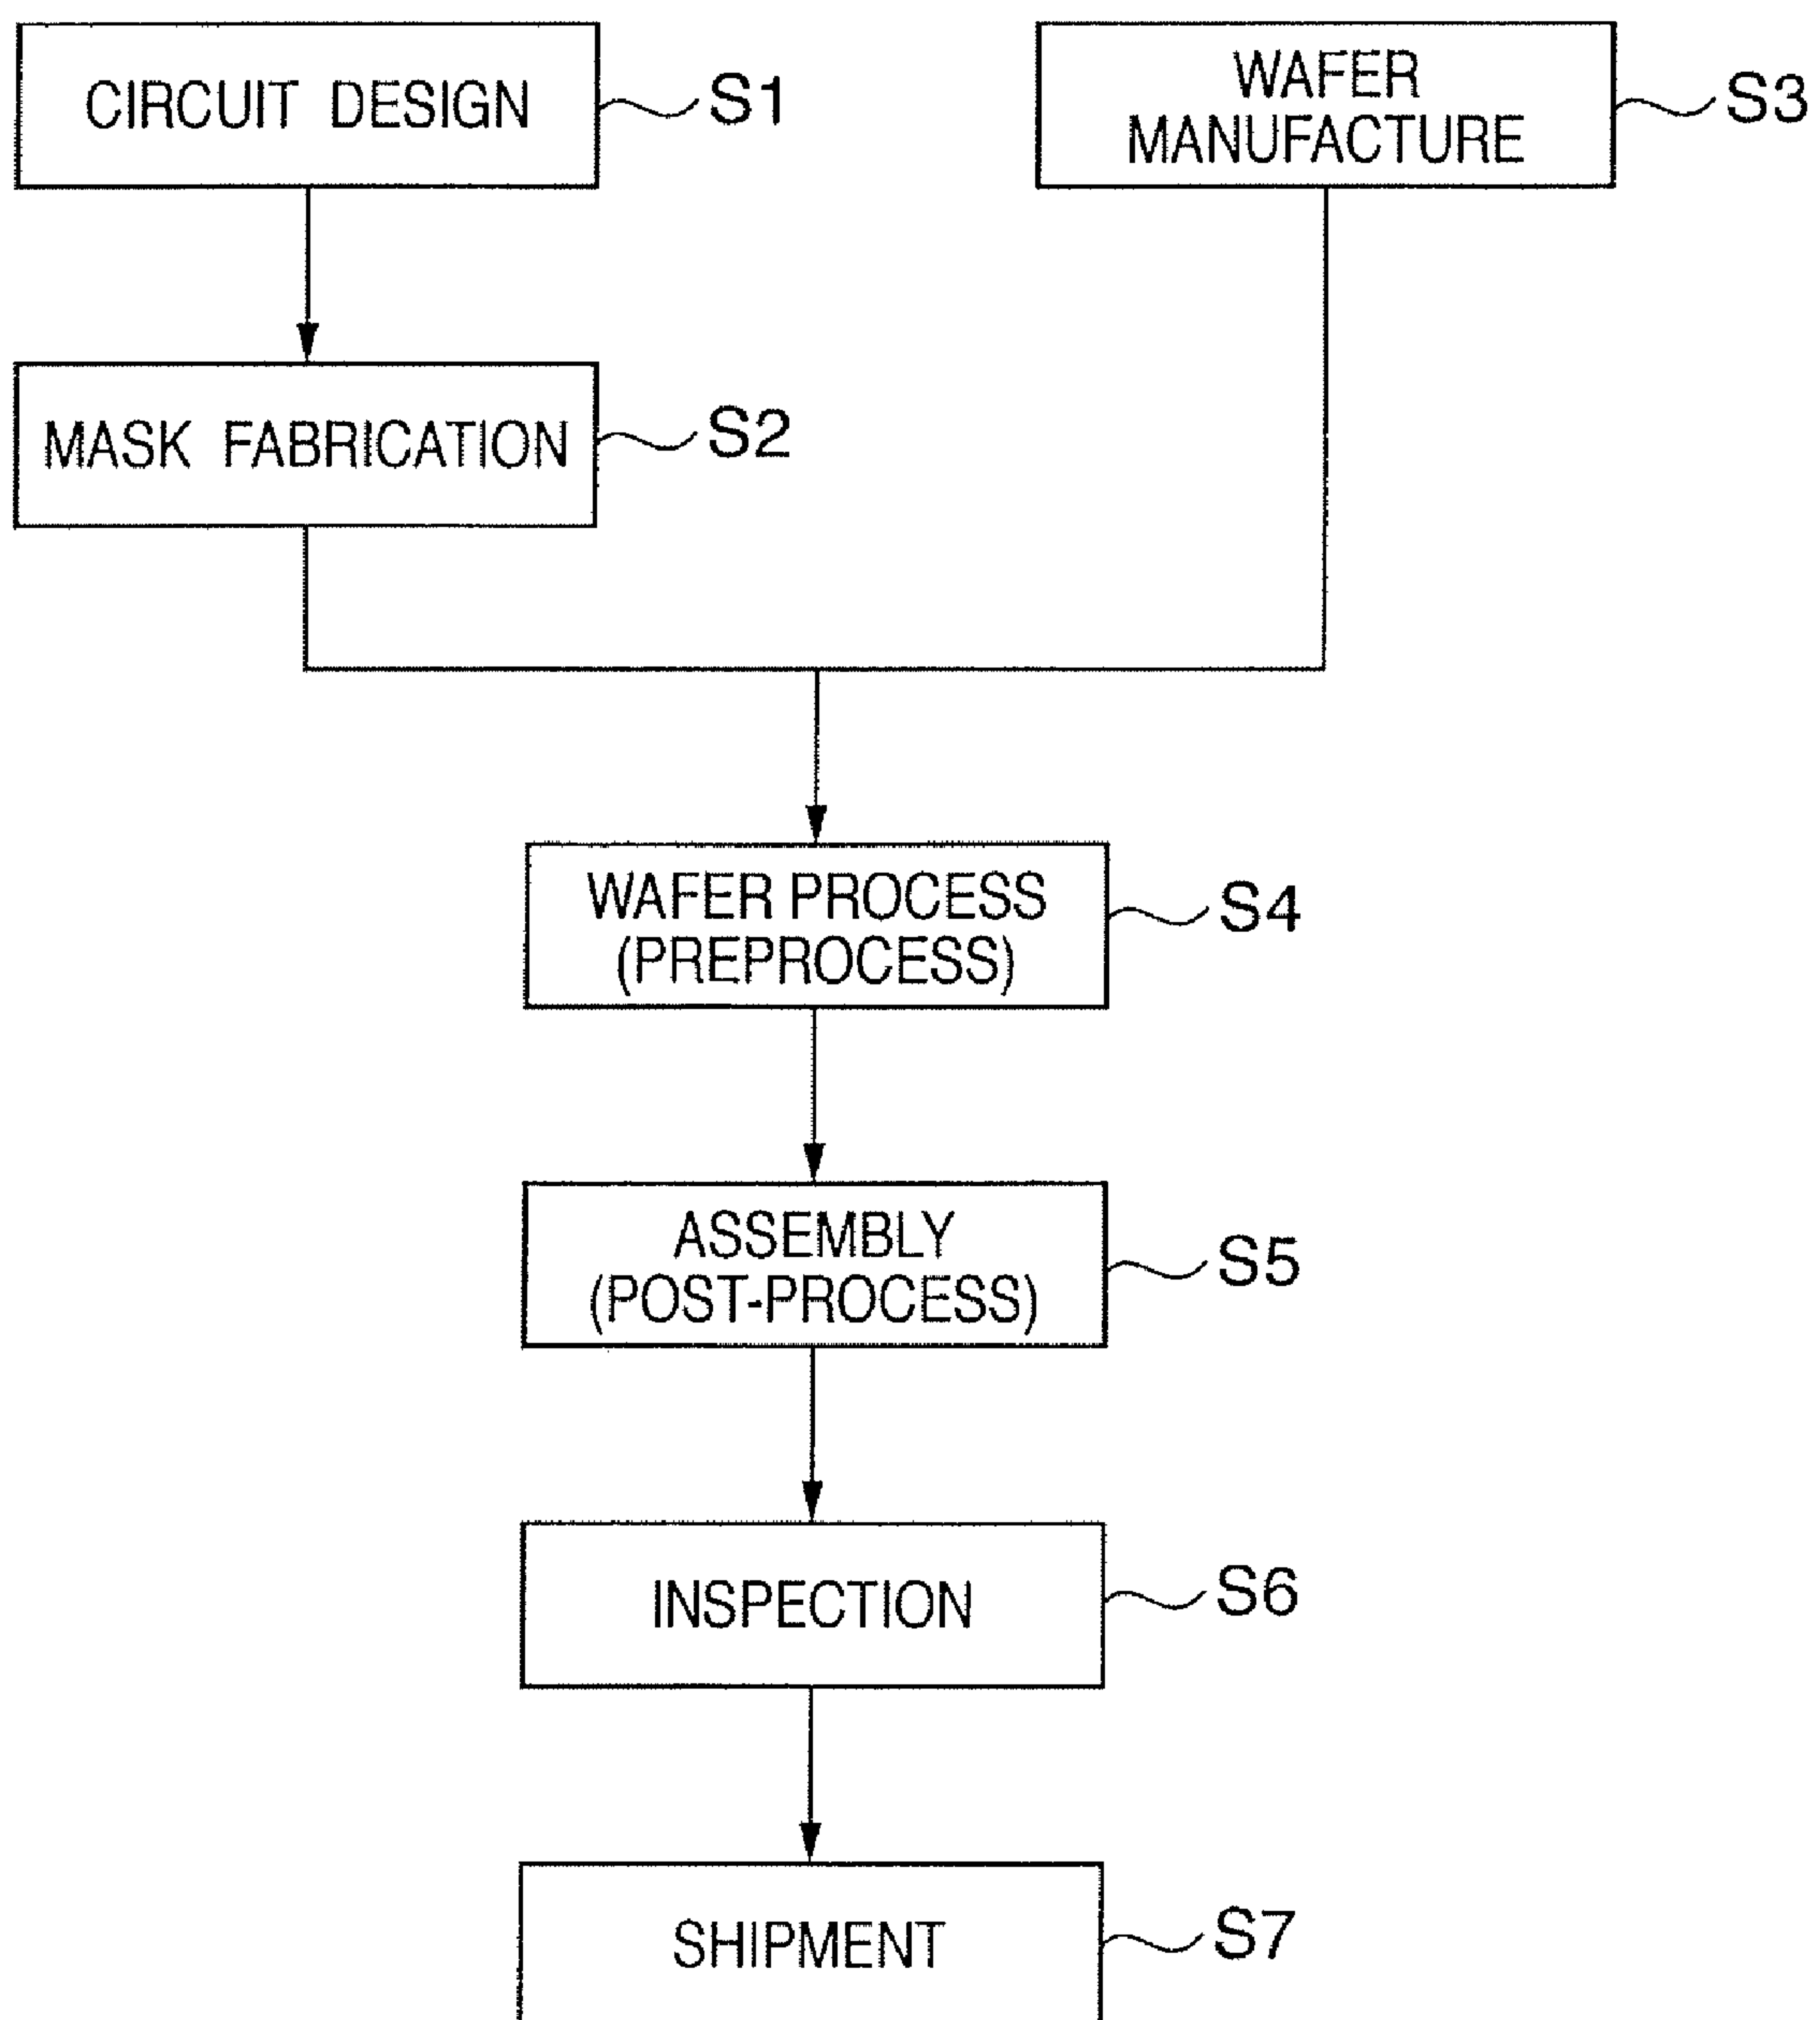 CIRCUIT DESIGN
S1
WAFER
MANUFACTURE
S3
MASK FABRICATION
S2
WAFER PROCESS
(PREPROCESS)
S4
ASSEMBLY
(POST-PROCESS)
S5
INSPECTION
S6
SHIPMENT
S7